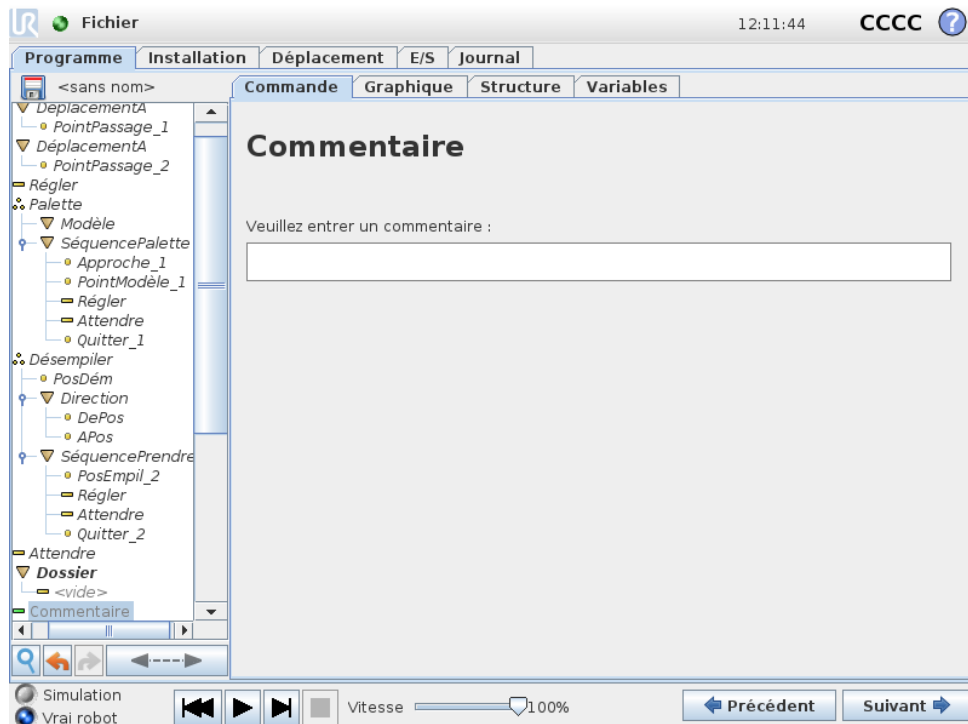 Fichier 12:11:44 CCCC ?
Programme Installation Déplacement E/S Journal
<sans nom>
Commande Graphique Structure Variables
DéplacementA
PointPassage_1
DéplacementA
PointPassage_2
Régler
Palette
Modèle
SéquencePalette
Approche_1
PointModèle_1
Régler
Attendre
Quitter_1
Désempiler
PosDém
Direction
DePos
APos
SéquencePrendre
PosEmpil_2
Régler
Attendre
Quitter_2
Attendre
Dossier
<vide>
Commentaire
Commentaire
Veuillez entrer un commentaire :
Simulation
Vrai robot
Vitesse 100%
Précédent Suivant